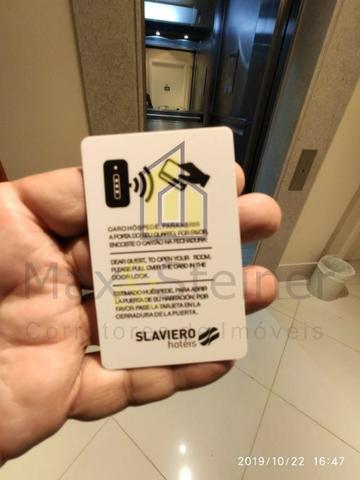 CARO HÓSPEDE, PARA ABRIR
A PORTA DO SEU QUARTO, POR FAVOR,
ENCOSTE O CARTÃO NA FECHADURA.
DEAR GUEST, TO OPEN YOUR ROOM,
PLEASE PULL OVER THE CARD IN THE
DOOR LOCK.
ESTIMADO HUÉSPEDE, PARA ABRIR
LA PUERTA DE SU HABITACIÓN, POR
FAVOR PASE LA TARJETA EN LA
CERRADURA DE LA PUERTA.
SLAVIERO
hotéis
Corretores de Imóveis
2019/10/22 16:47